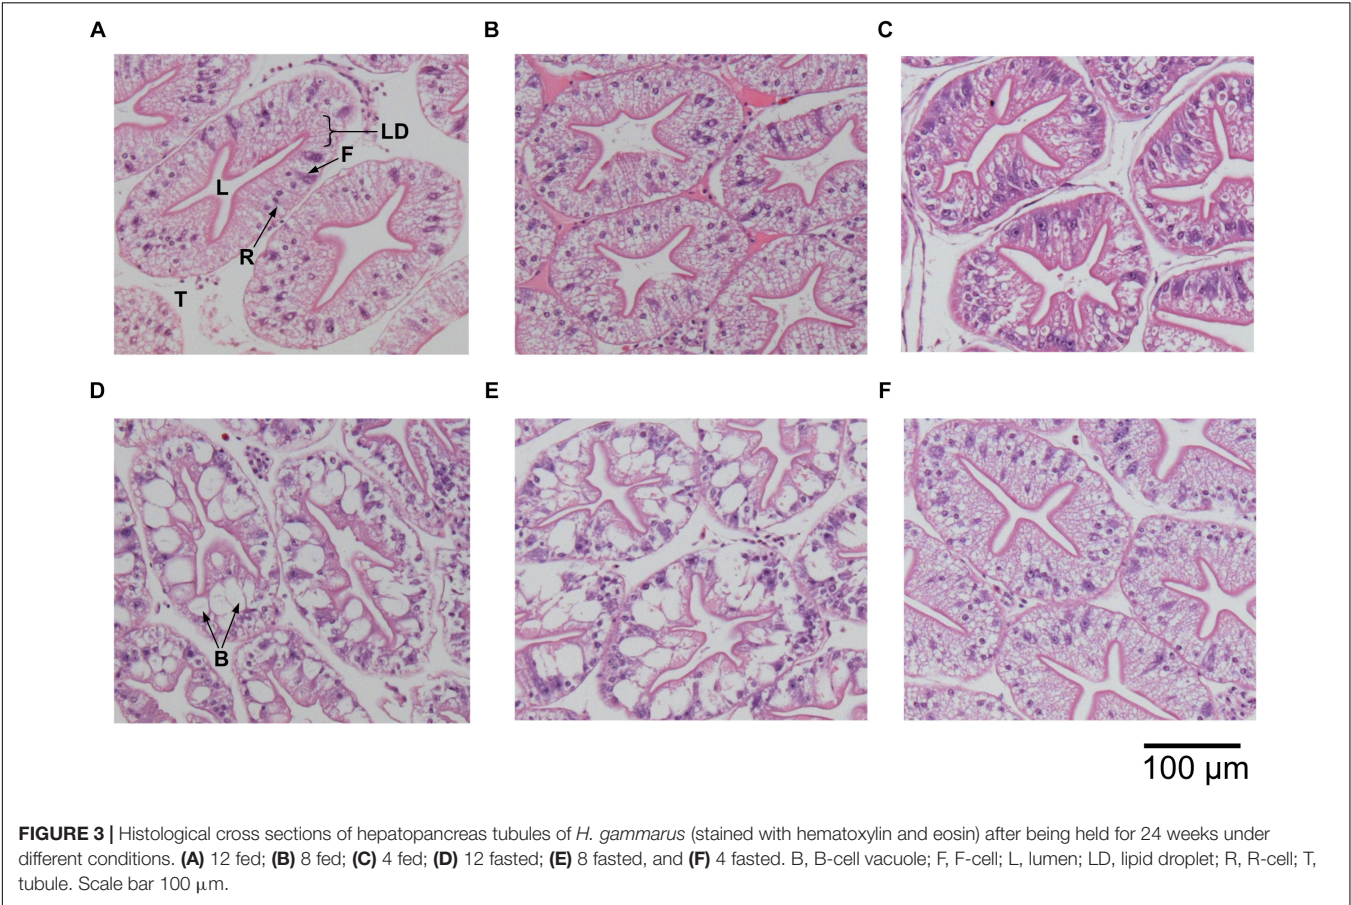 A
B
C
LD
F
L
R
T
D
E
F
B
100 μm
FIGURE 3 | Histological cross sections of hepatopancreas tubules of H. gammarus (stained with hematoxylin and eosin) after being held for 24 weeks under
different conditions. (A) 12 fed; (B) 8 fed; (C) 4 fed; (D) 12 fasted; (E) 8 fasted, and (F) 4 fasted. B, B-cell vacuole; F, F-cell; L, lumen; LD, lipid droplet; R, R-cell; T,
tubule. Scale bar 100 μm.